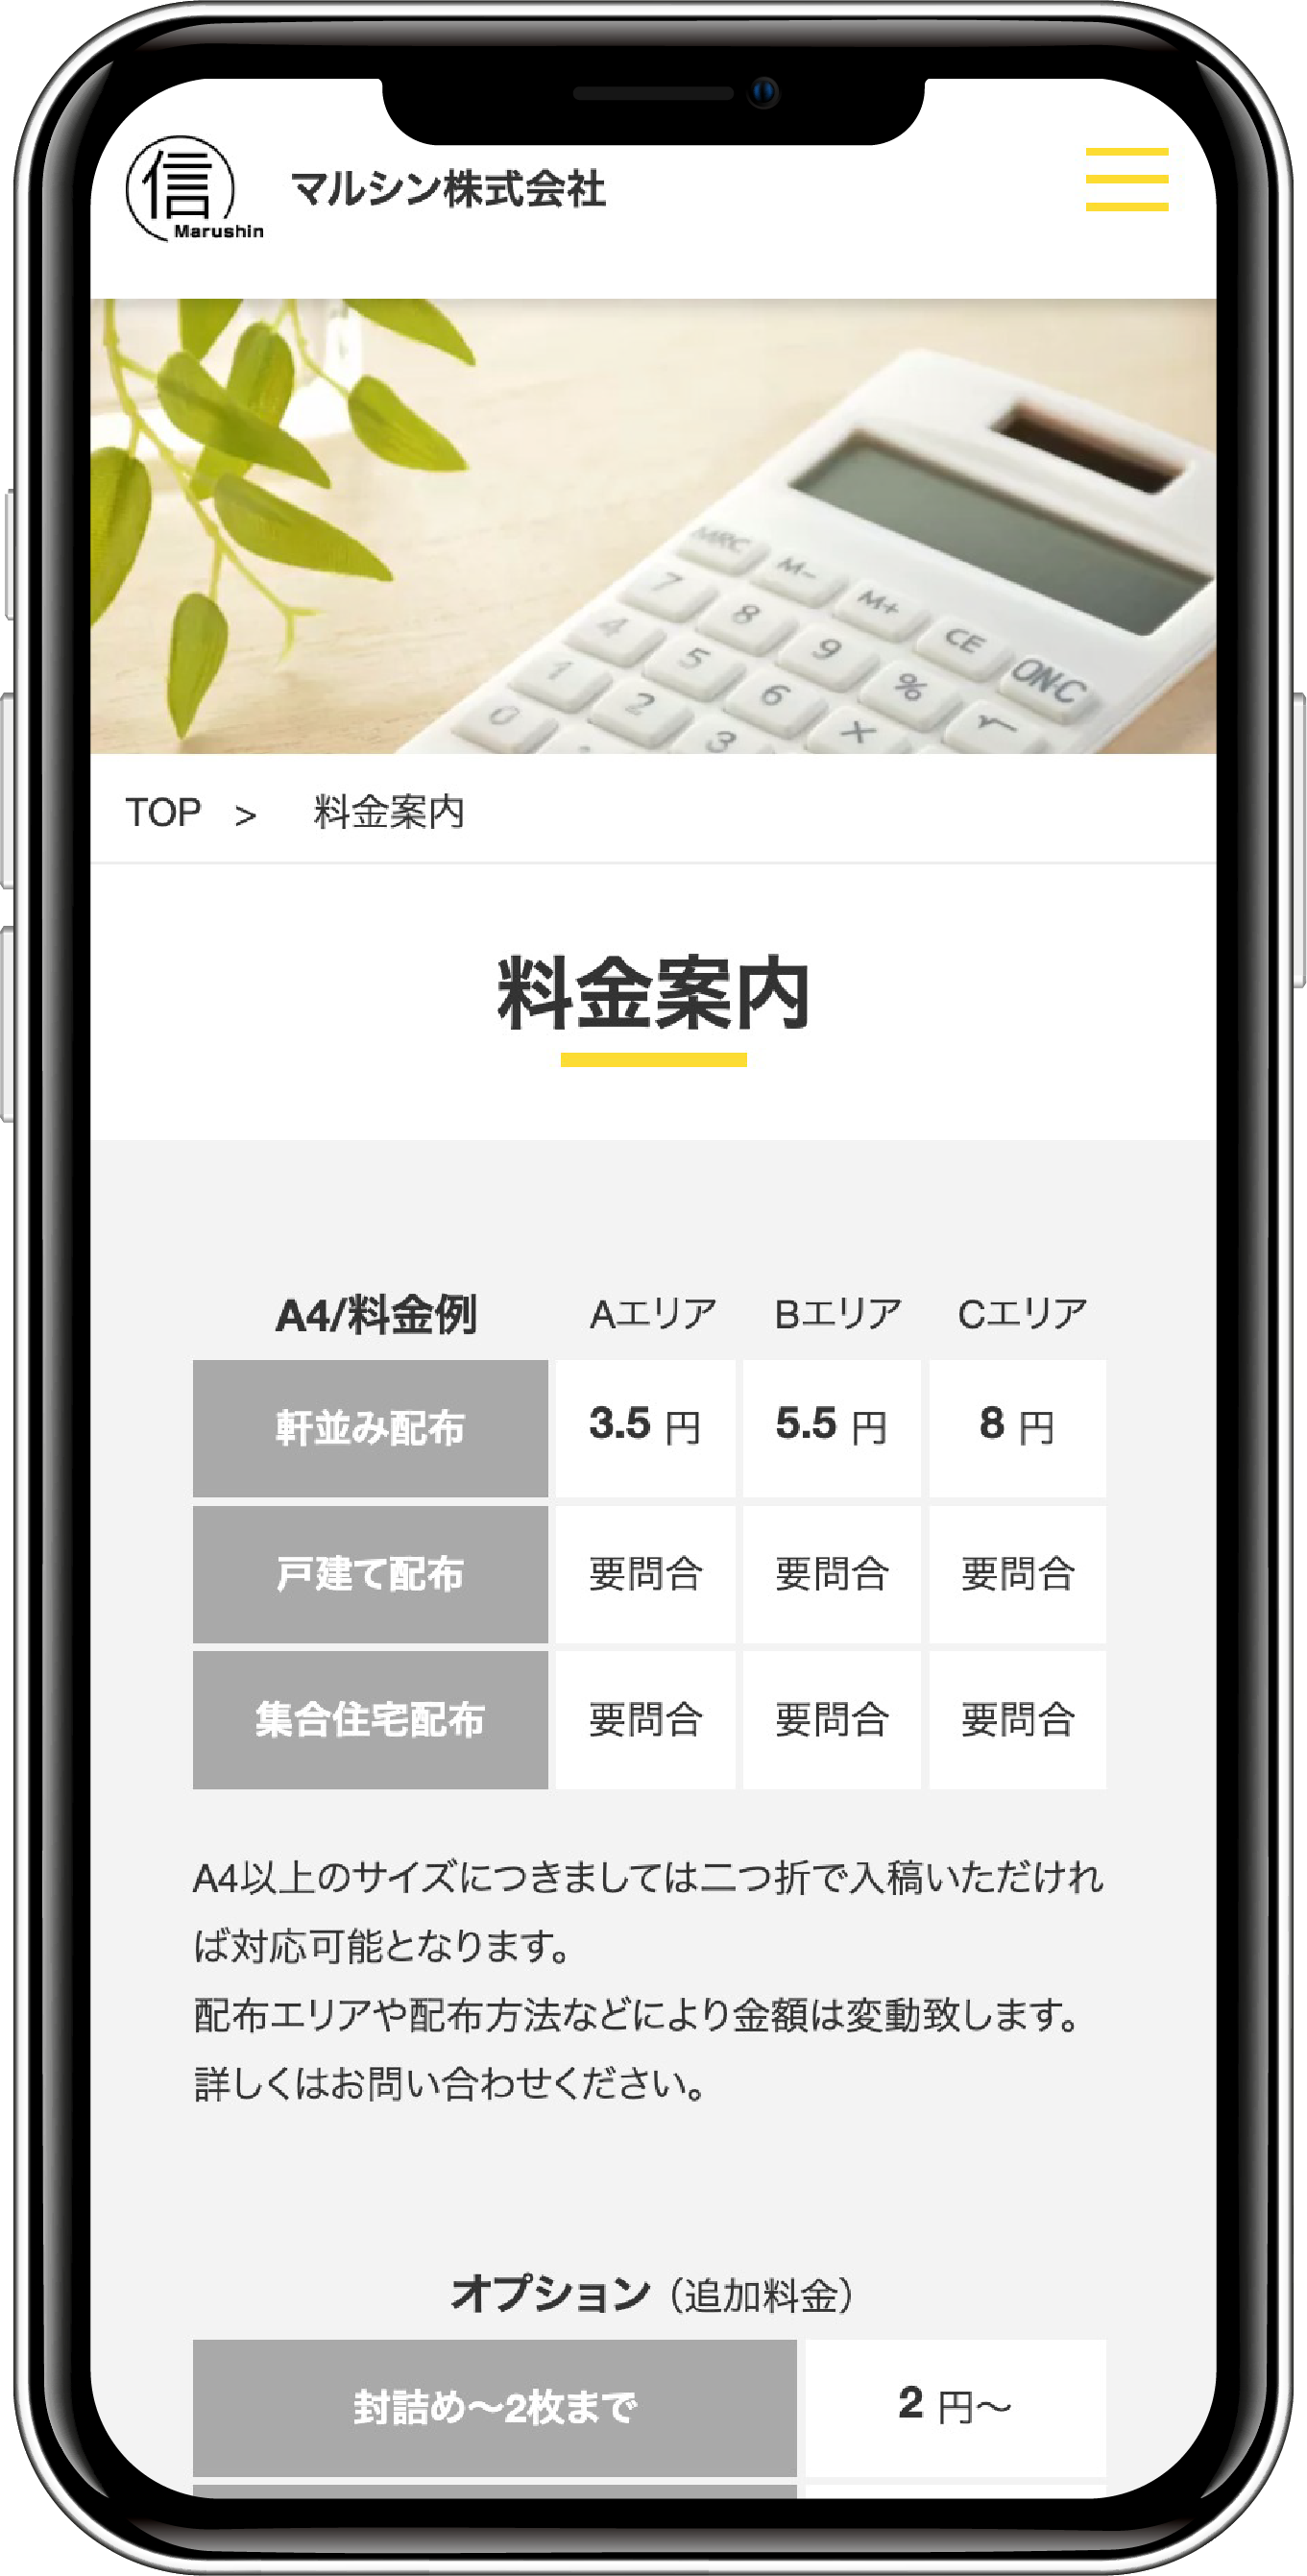 信
Marushin
マルシン株式会社
MRC M- M+ CE ON·C
7 8 9 %
4 5 6 ×
1 2 3
0
TOP > 料金案内
料金案内
A4/料金例 Aエリア Bエリア Cエリア
軒並み配布 3.5 円 5.5 円 8 円
戸建て配布 要問合 要問合 要問合
集合住宅配布 要問合 要問合 要問合
A4以上のサイズにつきましては二つ折で入稿いただけれ
ば対応可能となります。
配布エリアや配布方法などにより金額は変動致します。
詳しくはお問い合わせください。
オプション（追加料金）
封詰め〜2枚まで 2 円〜